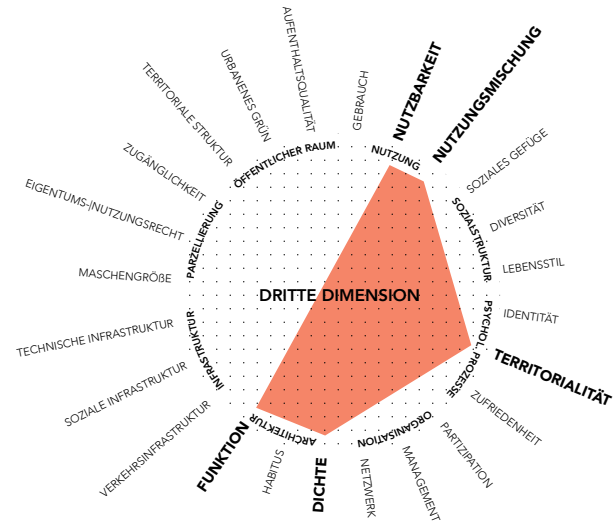 GEBRAUCH
NUTZBARKEIT
NUTZUNGSMISCHUNG
SOZIALES GEFÜGE
DIVERSITÄT
LEBENSSTIL
IDENTITÄT
TERRITORIALITÄT
ZUFRIEDENHEIT
PARTIZIPATION
MANAGEMENT
NETZWERK
DICHTE
HABITUS
FUNKTION
VERKEHRSINFRASTRUKTUR
SOZIALE INFRASTRUKTUR
TECHNISCHE INFRASTRUKTUR
MASCHENGRÖßE
EIGENTUMS-/NUTZUNGSRECHT
ZUGÄNGLICHKEIT
TERRITORIALE STRUKTUR
URBANENES GRÜN
AUFENTHALTSQUALITÄT
NUTZUNG
SOZIALSTRUKTUR
PSYCHOL. PROZESSE
ORGANISATION
ARCHITEKTUR
INFRASTRUKTUR
PARZELLIERUNG
ÖFFENTLICHER RAUM
DRITTE DIMENSION